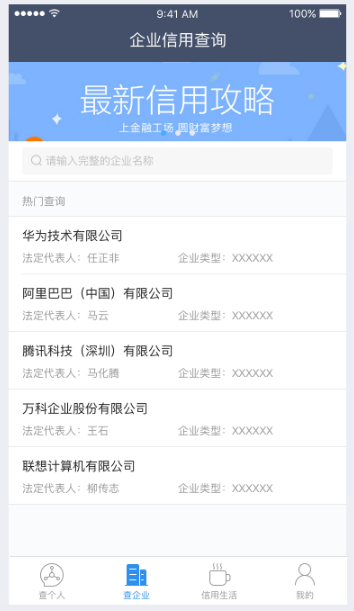 9:41 AM
100%
企业信用查询
最新信用攻略
上金融工场,圆财富梦想
请输入完整的企业名称
热门查询
华为技术有限公司
法定代表人：任正非 企业类型：XXXXXX
阿里巴巴（中国）有限公司
法定代表人：马云 企业类型：XXXXXX
腾讯科技（深圳）有限公司
法定代表人：马化腾 企业类型：XXXXXX
万科企业股份有限公司
法定代表人：王石 企业类型：XXXXXX
联想计算机有限公司
法定代表人：柳传志 企业类型：XXXXXX
查个人 查企业 信用生活 我的